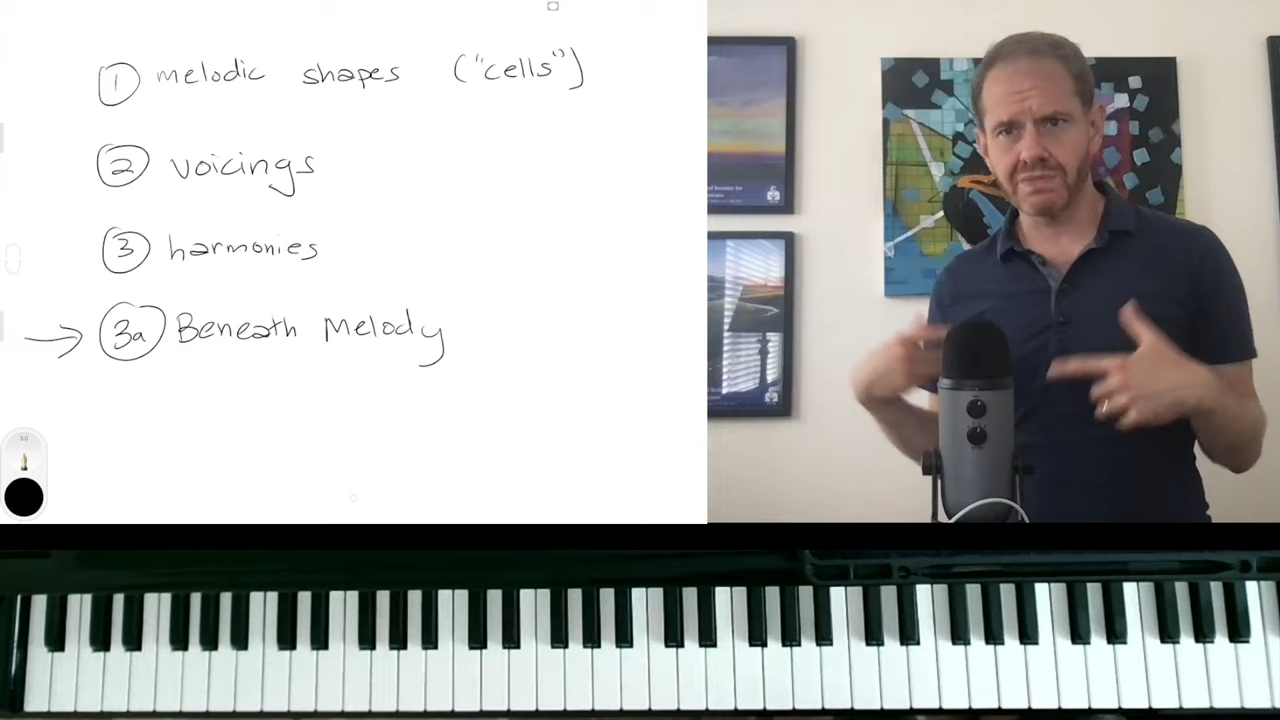 1 melodic shapes ("cells")
2 voicings
3 harmonies
→ 3a Beneath Melody